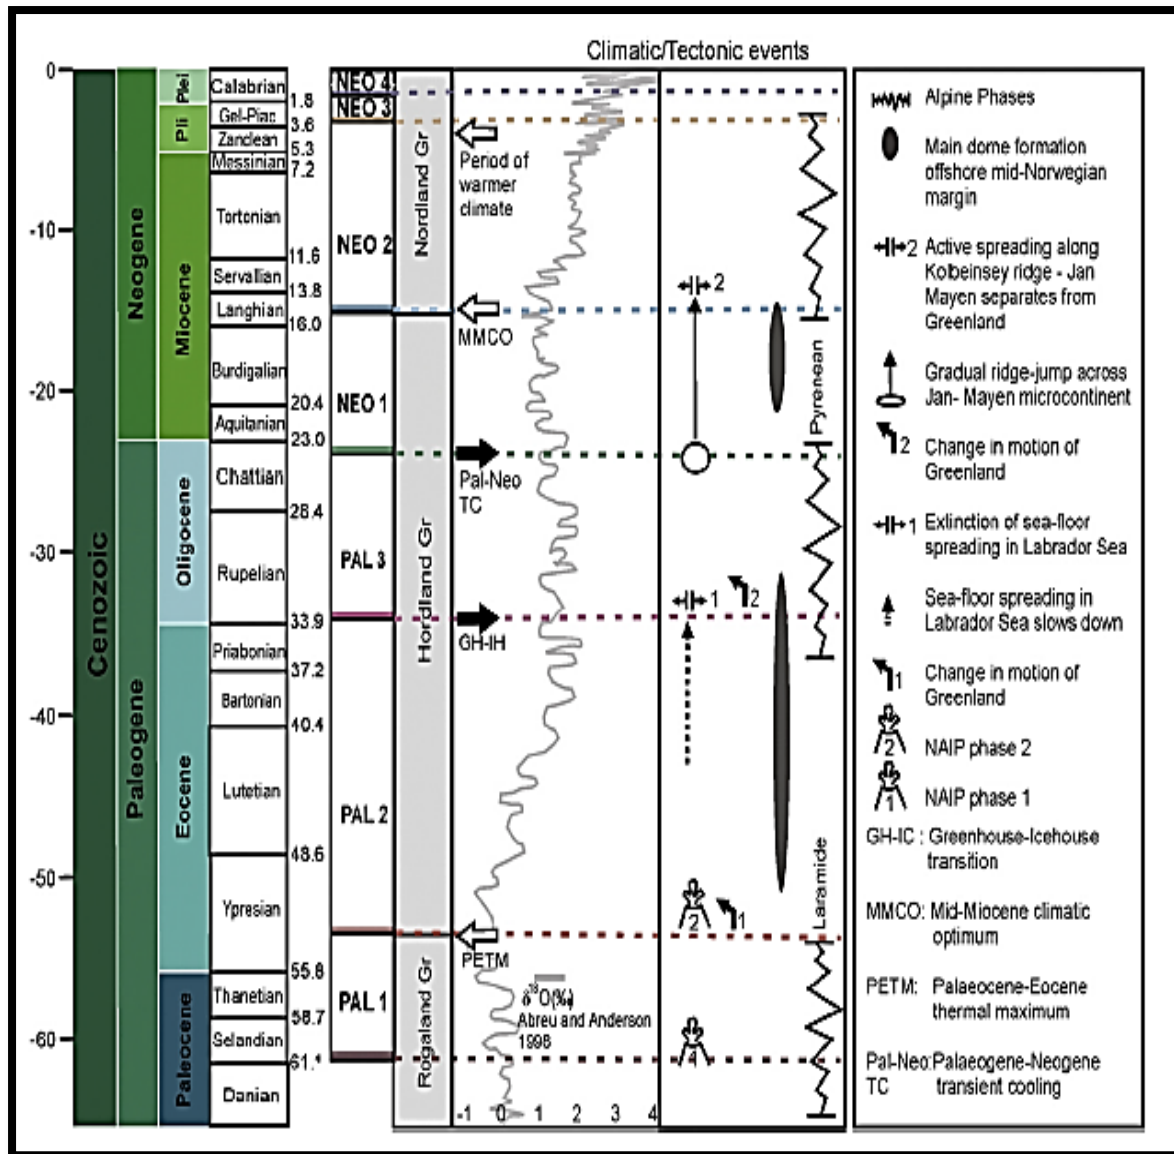 Climatic/Tectonic events
0
-10
-20
-30
-40
-50
-60
Cenozoic
Neogene
Paleogene
Plei
Pli
Miocene
Oligocene
Eocene
Paleocene
Calabrian
1.8
Gel-Piac
3.6
Zanclean
5.3
Messinian
7.2
Tortonian
11.6
Servallian
13.8
Langhian
16.0
Burdigalian
20.4
Aquitanian
23.0
Chattian
28.4
Rupelian
33.9
Priabonian
37.2
Bartonian
40.4
Lutetian
48.6
Ypresian
55.8
Thanetian
58.7
Selandian
61.1
Danian
NEO 4
NEO 3
NEO 2
NEO 1
PAL 3
PAL 2
PAL 1
Nordland Gr
Hordland Gr
Rogaland Gr
Period of
warmer
climate
MMCO
Pal-Neo
TC
GH-IH
PETM
δ18O(‰)
Abreu and Anderson
1998
-1 0 1 2 3 4
2
1
2
2
1
1
Pyrenean
Laramide
Alpine Phases
Main dome formation
offshore mid-Norwegian
margin
2 Active spreading along
Kolbeinsey ridge - Jan
Mayen separates from
Greenland
Gradual ridge-jump across
Jan- Mayen microcontinent
2 Change in motion of
Greenland
1 Exlinction of sea-floor
spreading in Labrador Sea
Sea-floor spreading in
Labrador Sea slows down
1 Change in motion of
Greenland
2 NAIP phase 2
1 NAIP phase 1
GH-IC : Greenhouse-Icehouse
transition
MMCO: Mid-Miocene climatic
optimum
PETM: Palaeocene-Eocene
thermal maximum
Pal-Neo:Palaeogene-Neogene
TC transient cooling